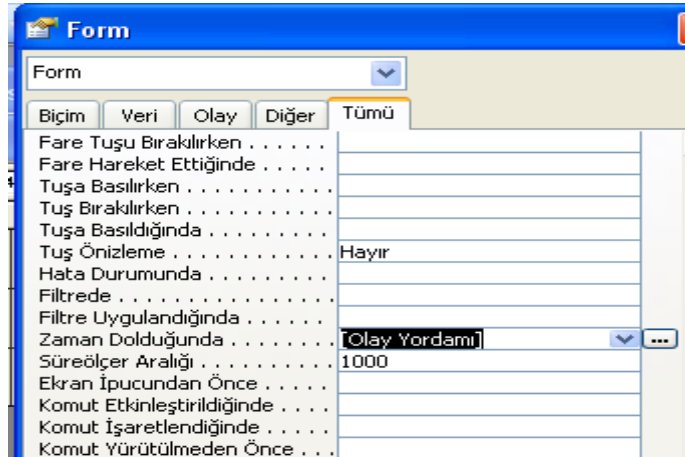 Form
Form
Biçim Veri Olay Diğer Tümü
Fare Tuşu Bırakılırken . . . . . .
Fare Hareket Ettiğinde . . . . .
Tuşa Basılırken . . . . . . . . . . . .
Tuş Bırakılırken . . . . . . . . . . .
Tuşa Basıldığında . . . . . . . . . .
Tuş Önizleme . . . . . . . . . . . . . Hayır
Hata Durumunda . . . . . . . . .
Filtrede . . . . . . . . . . . . . . . . .
Filtre Uygulandığında . . . . . .
Zaman Dolduğunda . . . . . . . . [Olay Yordamı] ...
Süreölçer Aralığı . . . . . . . . . . 1000
Ekran İpucundan Önce . . . . .
Komut Etkinleştirildiğinde . . . .
Komut İşaretlendiğinde . . . . .
Komut Yürütülmeden Önce . . .